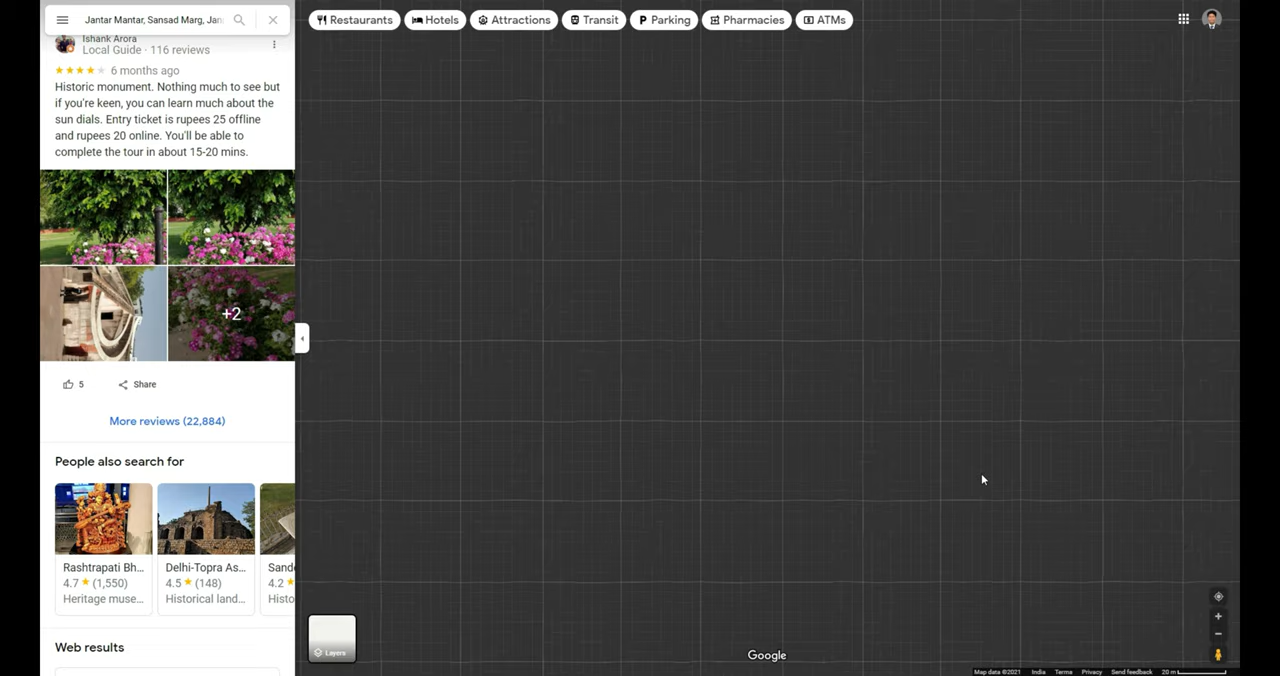 Jantar Mantar, Sansad Marg, Jan
Restaurants
Hotels
Attractions
Transit
Parking
Pharmacies
ATMs
Ishank Arora
Local Guide · 116 reviews
6 months ago
Historic monument. Nothing much to see but
if you're keen, you can learn much about the
sun dials. Entry ticket is rupees 25 offline
and rupees 20 online. You'll be able to
complete the tour in about 15-20 mins.
+2
5
Share
More reviews (22,884)
People also search for
Rashtrapati Bh...
4.7 ★ (1,550)
Heritage muse...
Delhi-Topra As...
4.5 ★ (148)
Historical land...
Sand
4.2 ★
Histo
Web results
Layers
Google
Map data ©2021 India Terms Privacy Send feedback 20 m